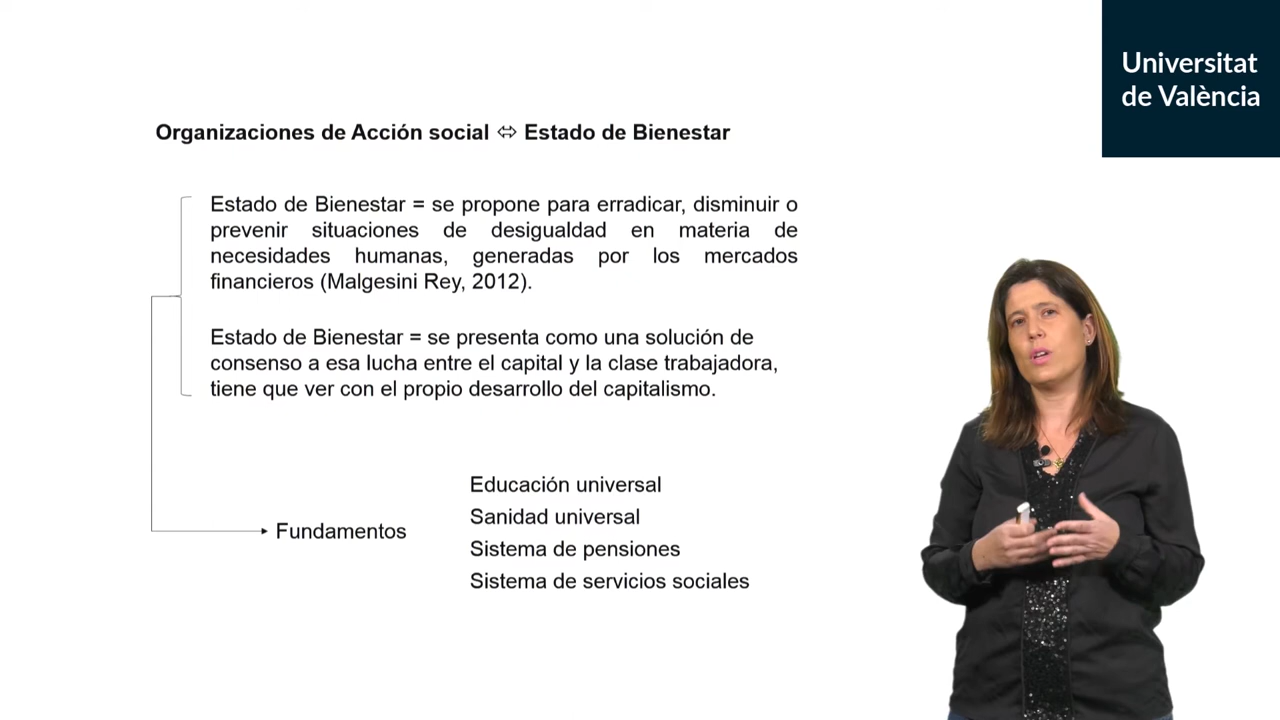 Universitat
de València
Organizaciones de Acción social ⇔ Estado de Bienestar
Estado de Bienestar = se propone para erradicar, disminuir o
prevenir situaciones de desigualdad en materia de
necesidades humanas, generadas por los mercados
financieros (Malgesini Rey, 2012).
Estado de Bienestar = se presenta como una solución de
consenso a esa lucha entre el capital y la clase trabajadora,
tiene que ver con el propio desarrollo del capitalismo.
Fundamentos
Educación universal
Sanidad universal
Sistema de pensiones
Sistema de servicios sociales